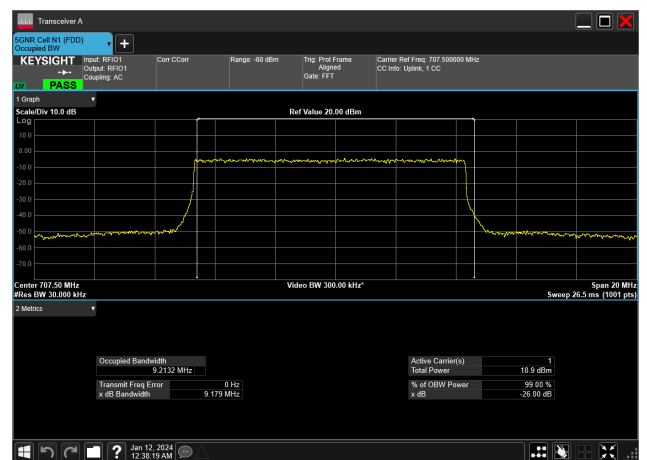 Transceiver A
5GNR Cell N1 (FDD)
Occupied BW
KEYSIGHT
LV
PASS
Input: RFIO1
Output: RFIO1
Coupling: AC
Corr CCorr
Range: -60 dBm
Trig: Prot Frame
Aligned
Gate: FFT
Carrier Ref Freq: 707.500000 MHz
CC Info: Uplink, 1 CC
1 Graph
Scale/Div 10.0 dB
Ref Value 20.00 dBm
Log
10.0
0.00
-10.0
-20.0
-30.0
-40.0
-50.0
-60.0
-70.0
Center 707.50 MHz
Video BW 300.00 kHz^
Span 20 MHz
#Res BW 30.000 kHz
Sweep 26.5 ms (1001 pts)
2 Metrics
Occupied Bandwidth
9.2132 MHz
Transmit Freq Error 0 Hz
x dB Bandwidth 9.179 MHz
Active Carrier(s) 1
Total Power 18.9 dBm
% of OBW Power 99.00 %
x dB -26.00 dB
?
Jan 12, 2024
12:38:19 AM